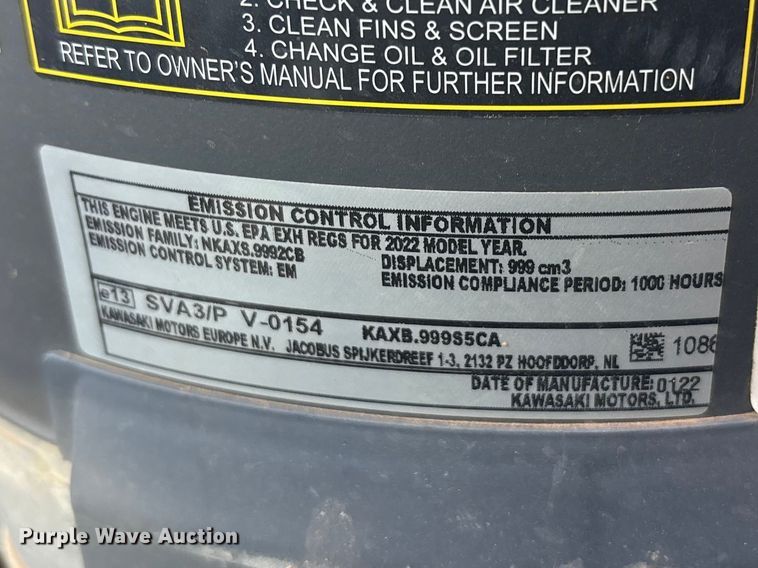 2. CHECK & CLEAN AIR CLEANER
3. CLEAN FINS & SCREEN
4. CHANGE OIL & OIL FILTER
REFER TO OWNER'S MANUAL FOR FURTHER INFORMATION
EMISSION CONTROL INFORMATION
THIS ENGINE MEETS U.S. EPA EXH REGS FOR 2022 MODEL YEAR.
EMISSION FAMILY: NKAXS.9992CB DISPLACEMENT: 999 cm3
EMISSION CONTROL SYSTEM: EM EMISSION COMPLIANCE PERIOD: 1000 HOURS
e13 SVA3/P V-0154 KAXB.999S5CA
KAWASAKI MOTORS EUROPE N.V. JACOBUS SPIJKERDREEF 1-3, 2132 PZ HOOFDDORP, NL 1086
DATE OF MANUFACTURE: 0122
KAWASAKI MOTORS, LTD.
Purple Wave Auction